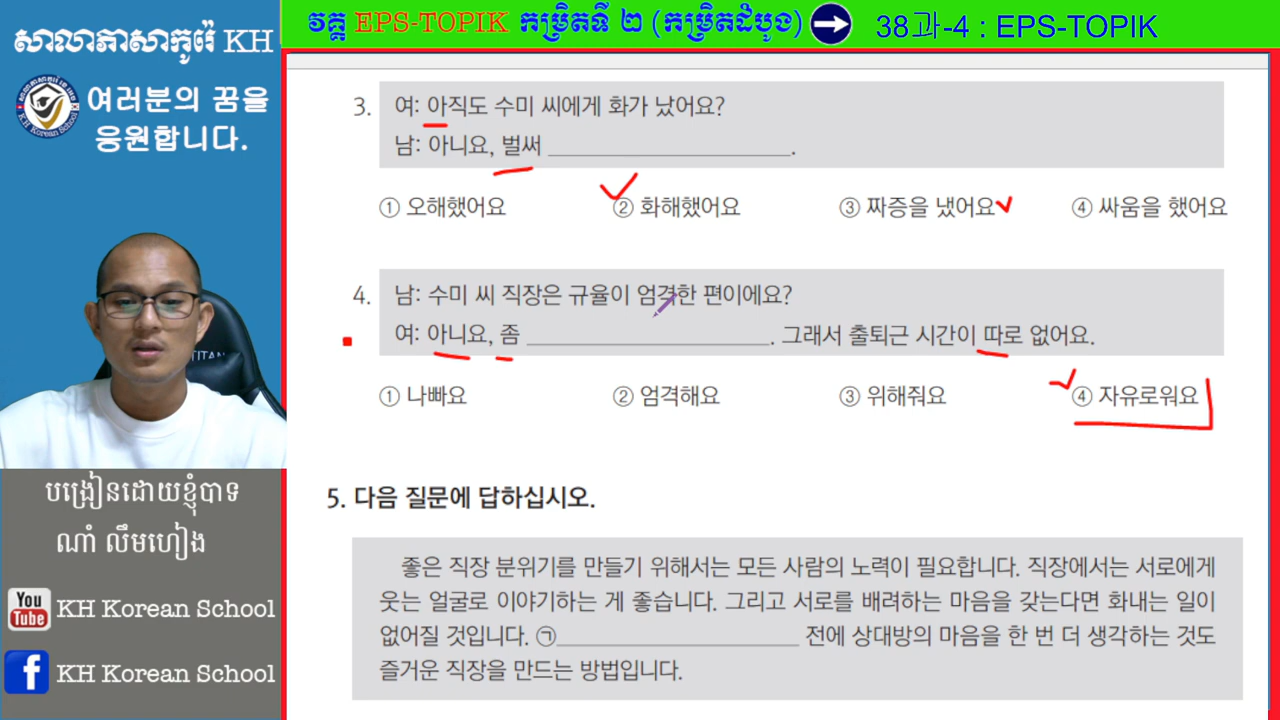 សាលាភាសាកូរ៉េ KH
여러분의 꿈을
응원합니다.
KH Korean School
វគ្គ EPS-TOPIK កម្រិតទី ២ (កម្រិតដំបូង)
38과-4 : EPS-TOPIK
3. 여: 아직도 수미 씨에게 화가 났어요?
남: 아니요, 벌써 ____________________.
① 오해했어요 ② 화해했어요 ③ 짜증을 냈어요 ④ 싸움을 했어요
4. 남: 수미 씨 직장은 규율이 엄격한 편이에요?
여: 아니요, 좀 ____________________. 그래서 출퇴근 시간이 따로 없어요.
① 나빠요 ② 엄격해요 ③ 위해줘요 ④ 자유로워요
5. 다음 질문에 답하십시오.
좋은 직장 분위기를 만들기 위해서는 모든 사람의 노력이 필요합니다. 직장에서는 서로에게
웃는 얼굴로 이야기하는 게 좋습니다. 그리고 서로를 배려하는 마음을 갖는다면 화내는 일이
없어질 것입니다. ㉠____________________ 전에 상대방의 마음을 한 번 더 생각하는 것도
즐거운 직장을 만드는 방법입니다.
TITAN
បង្រៀនដោយខ្ញុំបាទ
ណាំ លឹមហៀង
You
Tube
KH Korean School
f KH Korean School